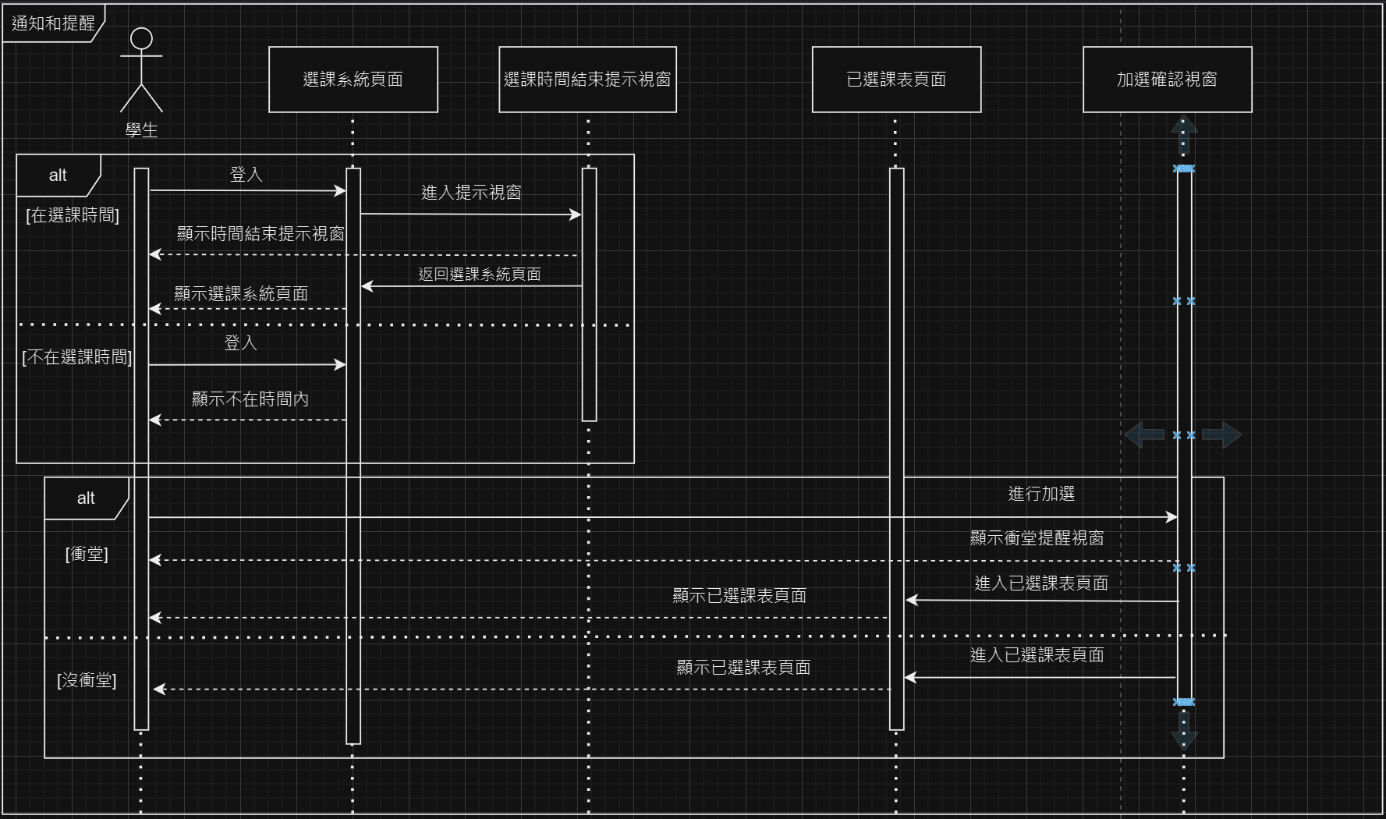 通知和提醒
學生
選課系統頁面
選課時間結束提示視窗
已選課表頁面
加選確認視窗
alt
[在選課時間]
登入
進入提示視窗
顯示時間結束提示視窗
返回選課系統頁面
顯示選課系統頁面
[不在選課時間]
登入
顯示不在時間內
alt
進行加選
[衝堂]
顯示衝堂提醒視窗
進入已選課表頁面
顯示已選課表頁面
[沒衝堂]
進入已選課表頁面
顯示已選課表頁面